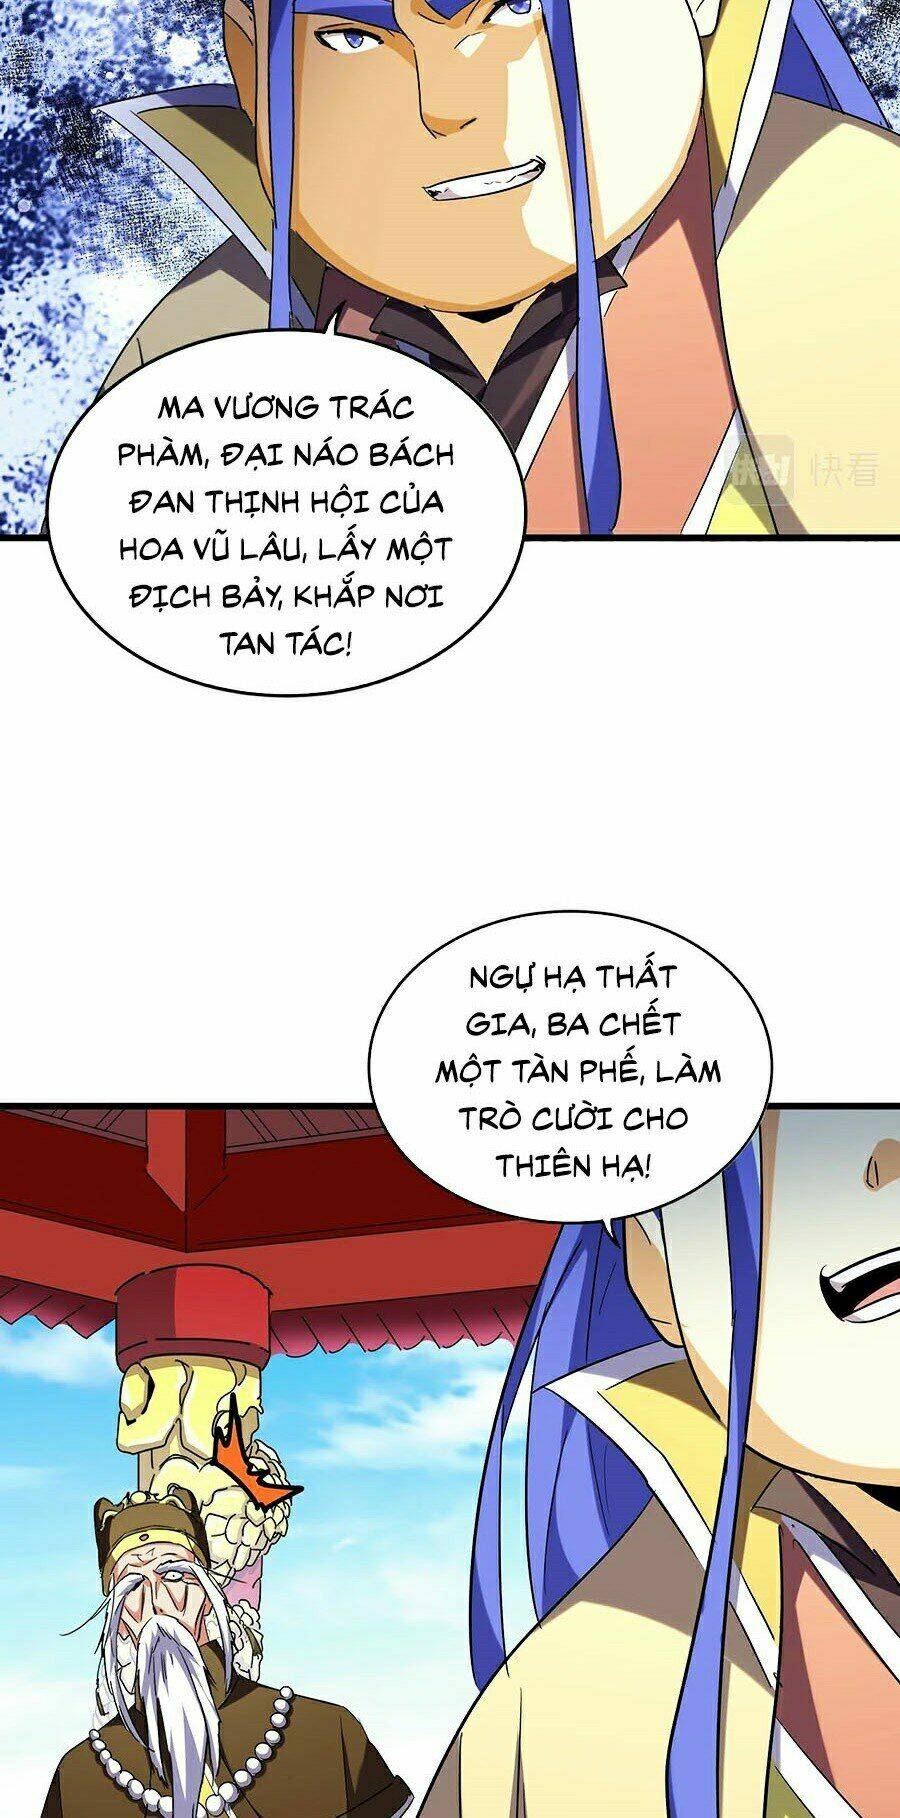 MA VƯƠNG TRÁC
PHÀM, ĐẠI NÁO BÁCH
ĐAN THỊNH HỘI CỦA
HOA VŨ LÂU, LẤY MỘT
ĐỊCH BẢY, KHẮP NƠI
TAN TÁC!
快看
NGỰ HẠ THẤT
GIA, BA CHẾT
MỘT TÀN PHẾ, LÀM
TRÒ CƯỜI CHO
THIÊN HẠ!